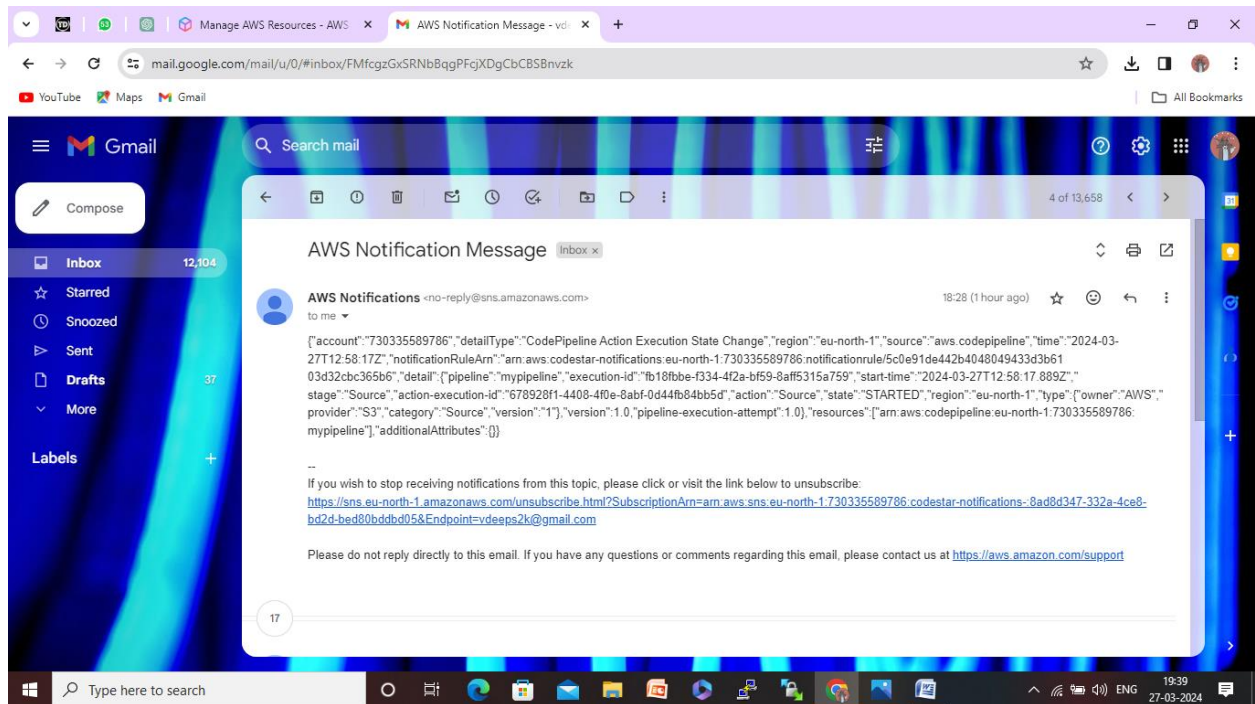 Manage AWS Resources - AWS
AWS Notification Message - vd
mail.google.com/mail/u/0/#inbox/FMfcgzGxSRNbBqgPFcjXDgCbCBSBnvzk
YouTube Maps Gmail
All Bookmarks
Gmail
Search mail
Compose
4 of 13,658
Inbox 12,104
Starred
Snoozed
Sent
Drafts 37
More
Labels
AWS Notification Message Inbox x
AWS Notifications <no-reply@sns.amazonaws.com> 18:28 (1 hour ago)
to me
{"account":"730335589786","detailType":"CodePipeline Action Execution State Change","region":"eu-north-1","source":"aws.codepipeline","time":"2024-03-
27T12:58:17Z","notificationRuleArn":"arn:aws:codestar-notifications:eu-north-1:730335589786:notificationrule/5c0e91de442b4048049433d3b61
03d32cbc365b6","detail":{"pipeline":"mypipeline","execution-id":"fb18fbbe-f334-4f2a-bf59-8aff5315a759","start-time":"2024-03-27T12:58:17.889Z","
stage":"Source","action-execution-id":"678928f1-4408-4f0e-8abf-0d44fb84bb5d","action":"Source","state":"STARTED","region":"eu-north-1","type":{"owner":"AWS","
provider":"S3","category":"Source","version":"1"},"version":1.0,"pipeline-execution-attempt":1.0},"resources":["arn:aws:codepipeline:eu-north-1:730335589786:
mypipeline"],"additionalAttributes":{}}
--
If you wish to stop receiving notifications from this topic, please click or visit the link below to unsubscribe:
https://sns.eu-north-1.amazonaws.com/unsubscribe.html?SubscriptionArn=arn:aws:sns:eu-north-1:730335589786:codestar-notifications-:8ad8d347-332a-4ce8-
bd2d-bed80bddbd05&Endpoint=vdeeps2k@gmail.com
Please do not reply directly to this email. If you have any questions or comments regarding this email, please contact us at https://aws.amazon.com/support
17
Type here to search
ENG
19:39
27-03-2024